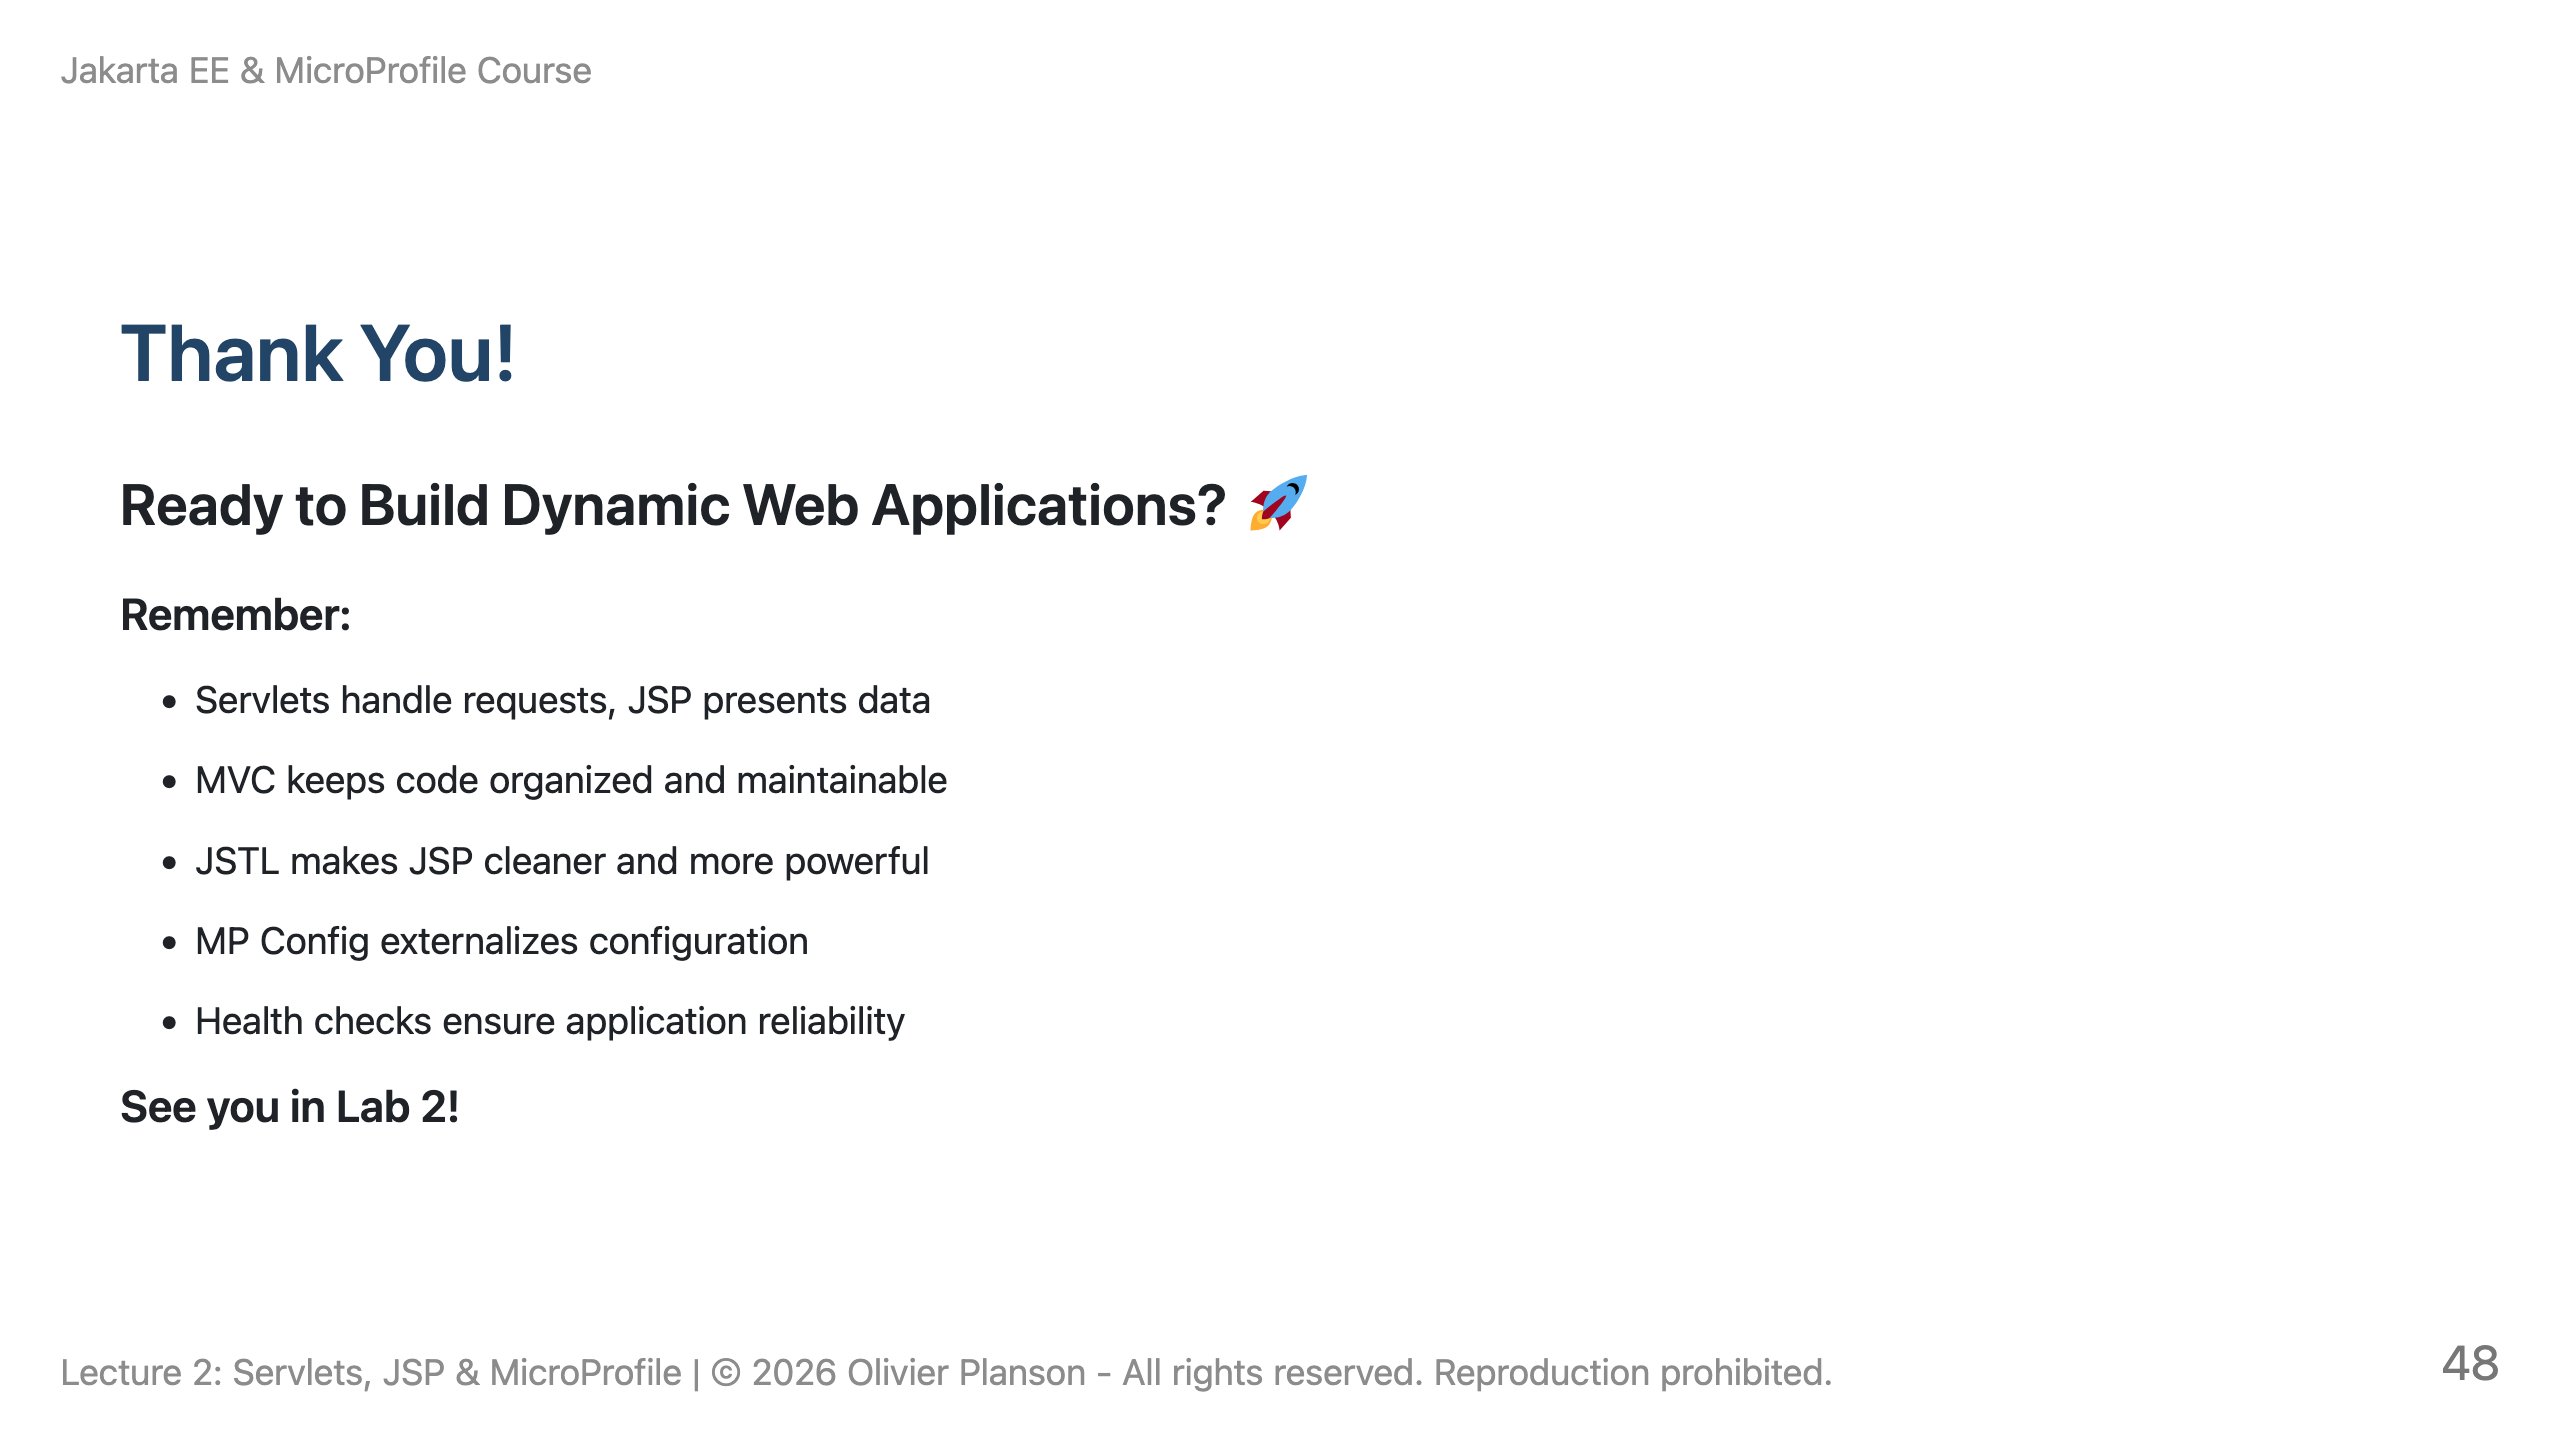 Jakarta EE & MicroProfile Course
Thank You!
Ready to Build Dynamic Web Applications? 🚀
Remember:
• Servlets handle requests, JSP presents data
• MVC keeps code organized and maintainable
• JSTL makes JSP cleaner and more powerful
• MP Config externalizes configuration
• Health checks ensure application reliability
See you in Lab 2!
Lecture 2: Servlets, JSP & MicroProfile | © 2026 Olivier Planson - All rights reserved. Reproduction prohibited.
48